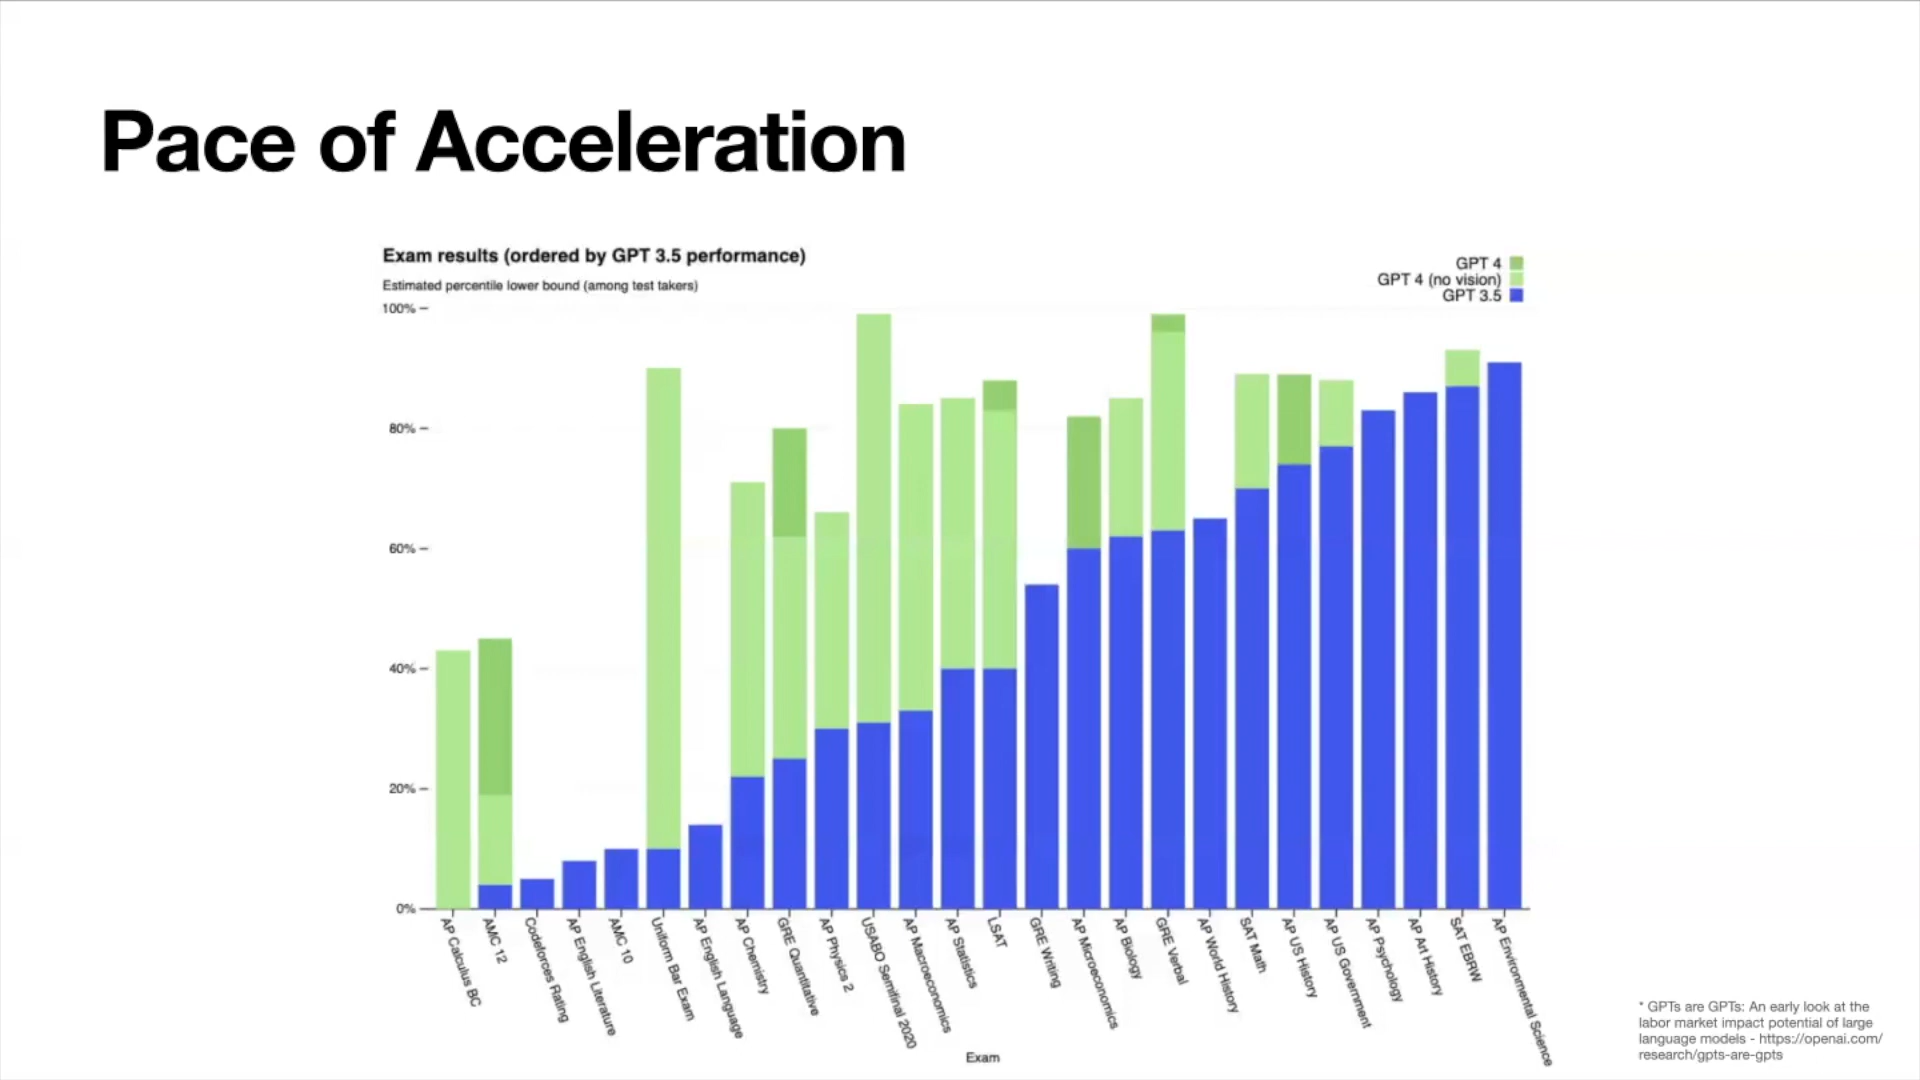 Pace of Acceleration
Exam results (ordered by GPT 3.5 performance)
Estimated percentile lower bound (among test takers)
GPT 4
GPT 4 (no vision)
GPT 3.5
100%
80%
60%
40%
20%
0%
AP Calculus BC
AMC 12
Codeforces Rating
AP English Literature
AMC 10
Uniform Bar Exam
AP English Language
AP Chemistry
GRE Quantitative
AP Physics 2
USABO Semifinal 2020
AP Macroeconomics
AP Statistics
LSAT
GRE Writing
AP Microeconomics
AP Biology
GRE Verbal
AP World History
SAT Math
AP US History
AP US Government
AP Psychology
AP Art History
SAT EBRW
AP Environmental Science
Exam
* GPTs are GPTs: An early look at the
labor market impact potential of large
language models - https://openai.com/
research/gpts-are-gpts